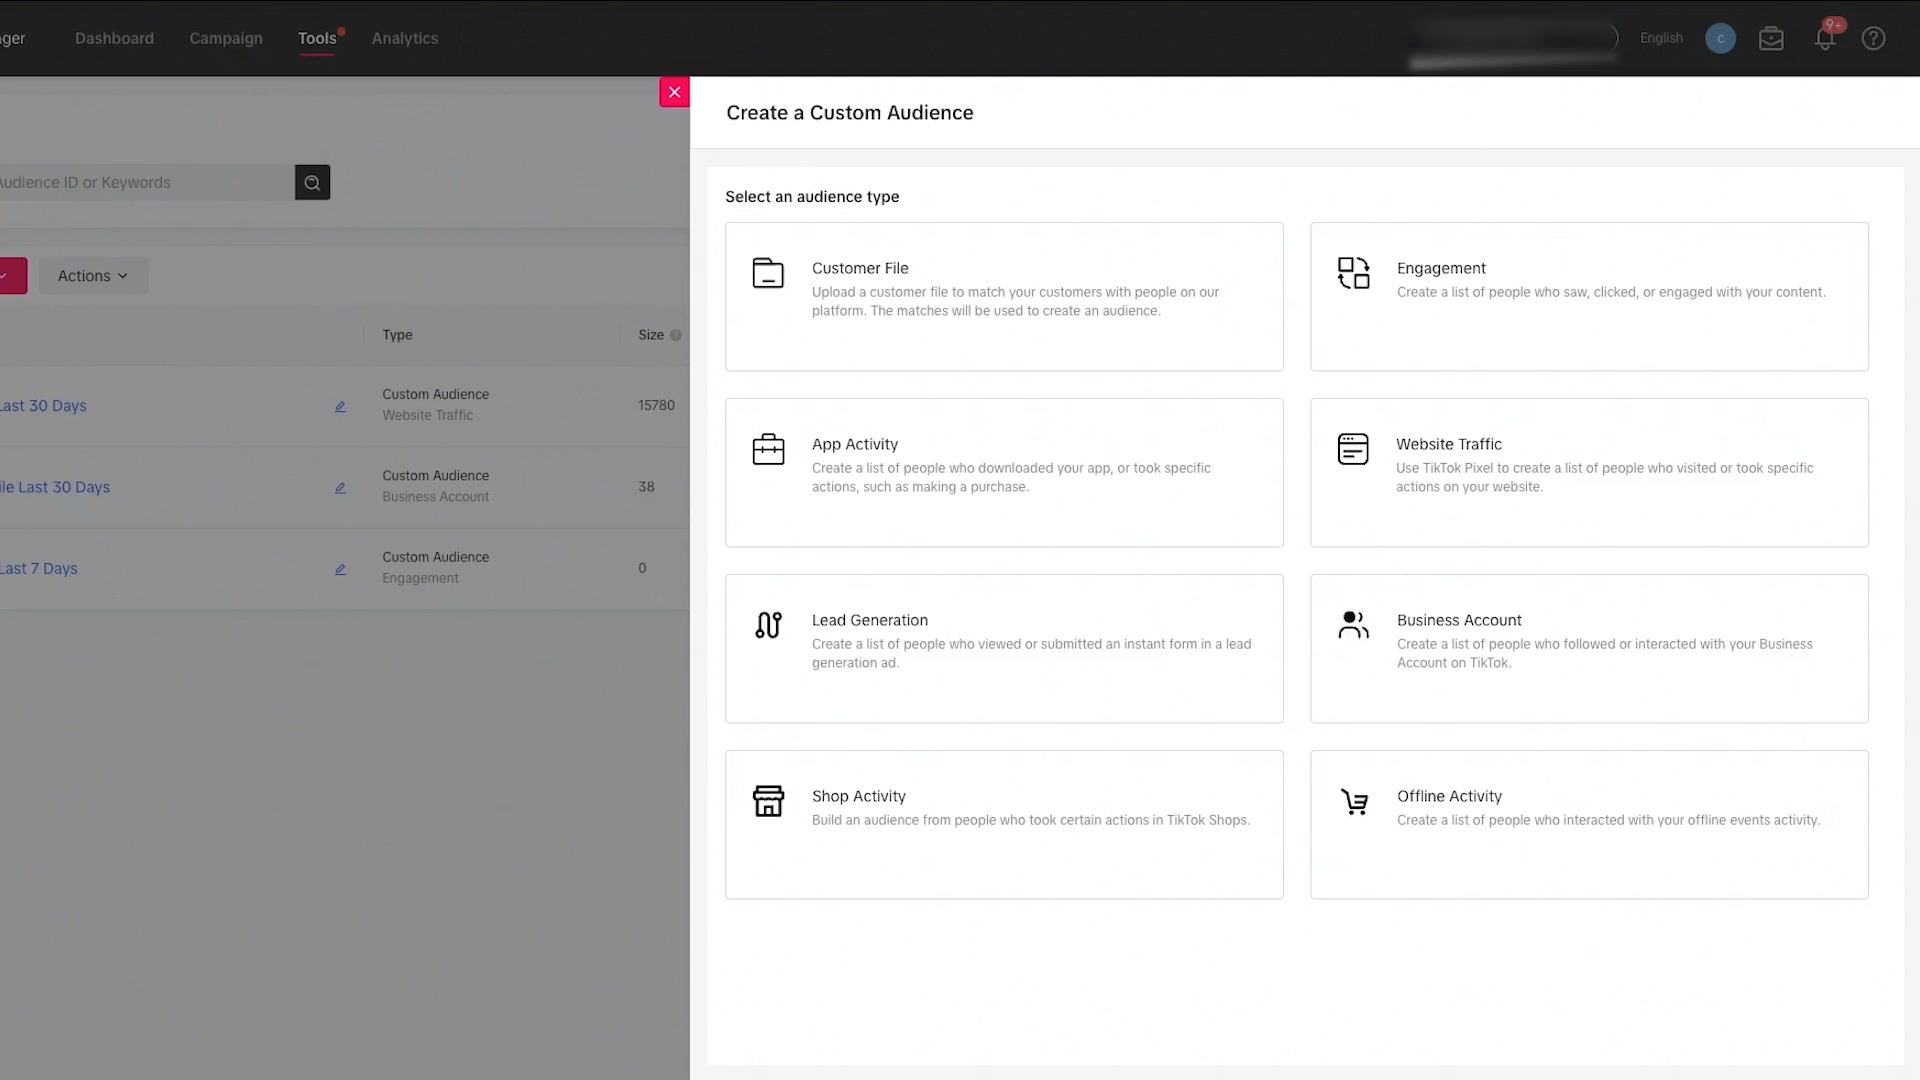 Dashboard
Campaign
Tools
Analytics
English
C
9+
Create a Custom Audience
Audience ID or Keywords
Select an audience type
Actions
Customer File
Upload a customer file to match your customers with people on our
platform. The matches will be used to create an audience.
Engagement
Create a list of people who saw, clicked, or engaged with your content.
Type
Size
Last 30 Days
Custom Audience
Website Traffic
15780
Last 30 Days
Custom Audience
Business Account
38
Last 7 Days
Custom Audience
Engagement
0
App Activity
Create a list of people who downloaded your app, or took specific
actions, such as making a purchase.
Website Traffic
Use TikTok Pixel to create a list of people who visited or took specific
actions on your website.
Lead Generation
Create a list of people who viewed or submitted an instant form in a lead
generation ad.
Business Account
Create a list of people who followed or interacted with your Business
Account on TikTok.
Shop Activity
Build an audience from people who took certain actions in TikTok Shops.
Offline Activity
Create a list of people who interacted with your offline events activity.